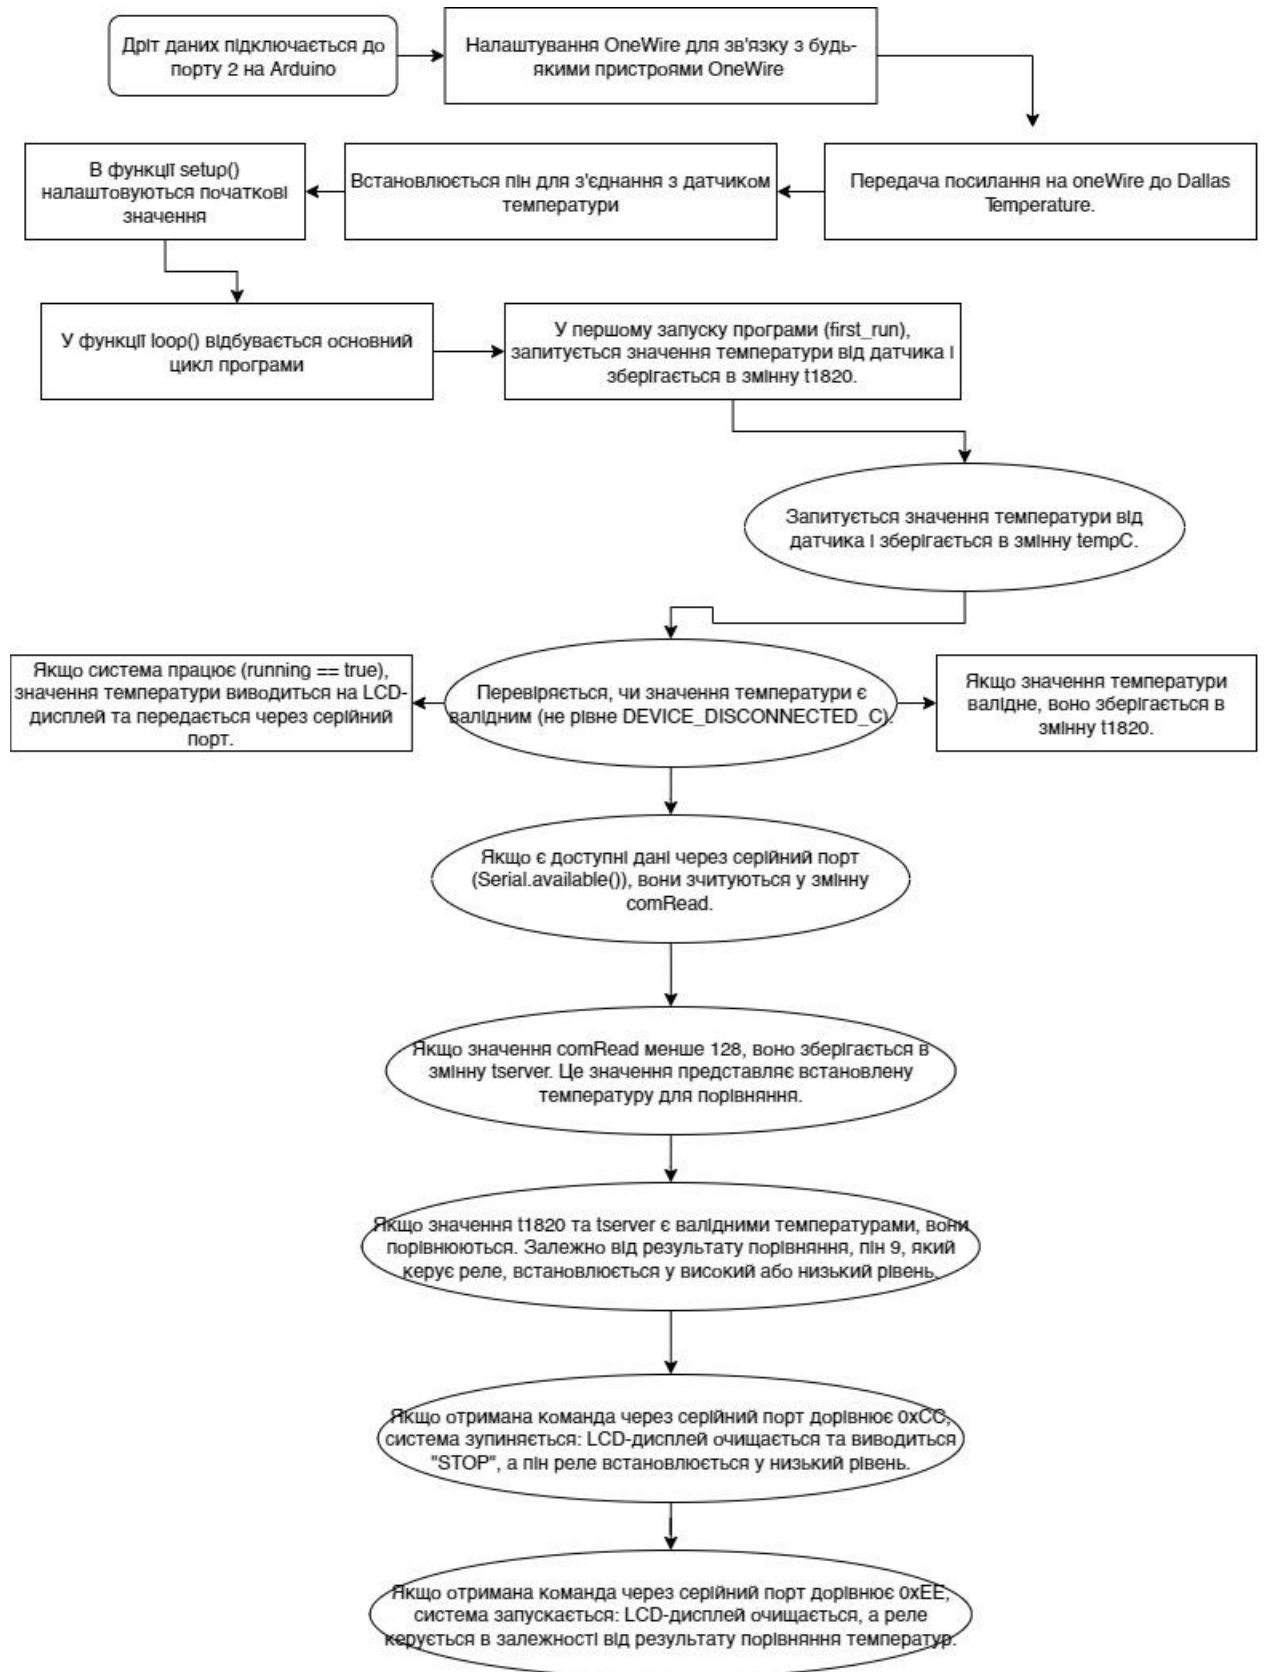 Дріт даних підключається до
порту 2 на Arduino
Налаштування OneWire для зв'язку з будь-
якими пристроями OneWire
Передача посилання на oneWire до Dallas
Temperature.
Встановлюється пін для з'єднання з датчиком
температури
В функції setup()
налаштовуються початкові
значення
У функції loop() відбувається основний
цикл програми
У першому запуску програми (first_run),
запитується значення температури від датчика і
зберігається в змінну t1820.
Запитується значення температури від
датчика і зберігається в змінну tempC.
Перевіряється, чи значення температури є
валідним (не рівне DEVICE_DISCONNECTED_C).
Якщо система працює (running == true),
значення температури виводиться на LCD-
дисплей та передається через серійний
порт.
Якщо значення температури
валідне, воно зберігається в
змінну t1820.
Якщо є доступні дані через серійний порт
(Serial.available()), вони зчитуються у змінну
comRead.
Якщо значення comRead менше 128, воно зберігається в
змінну tserver. Це значення представляє встановлену
температуру для порівняння.
Якщо значення t1820 та tserver є валідними температурами, вони
порівнюються. Залежно від результату порівняння, пін 9, який
керує реле, встановлюється у високий або низький рівень.
Якщо отримана команда через серійний порт дорівнює 0xCC,
система зупиняється: LCD-дисплей очищається та виводиться
"STOP", а пін реле встановлюється у низький рівень.
Якщо отримана команда через серійний порт дорівнює 0xEE,
система запускається: LCD-дисплей очищається, а реле
керується в залежності від результату порівняння температур.